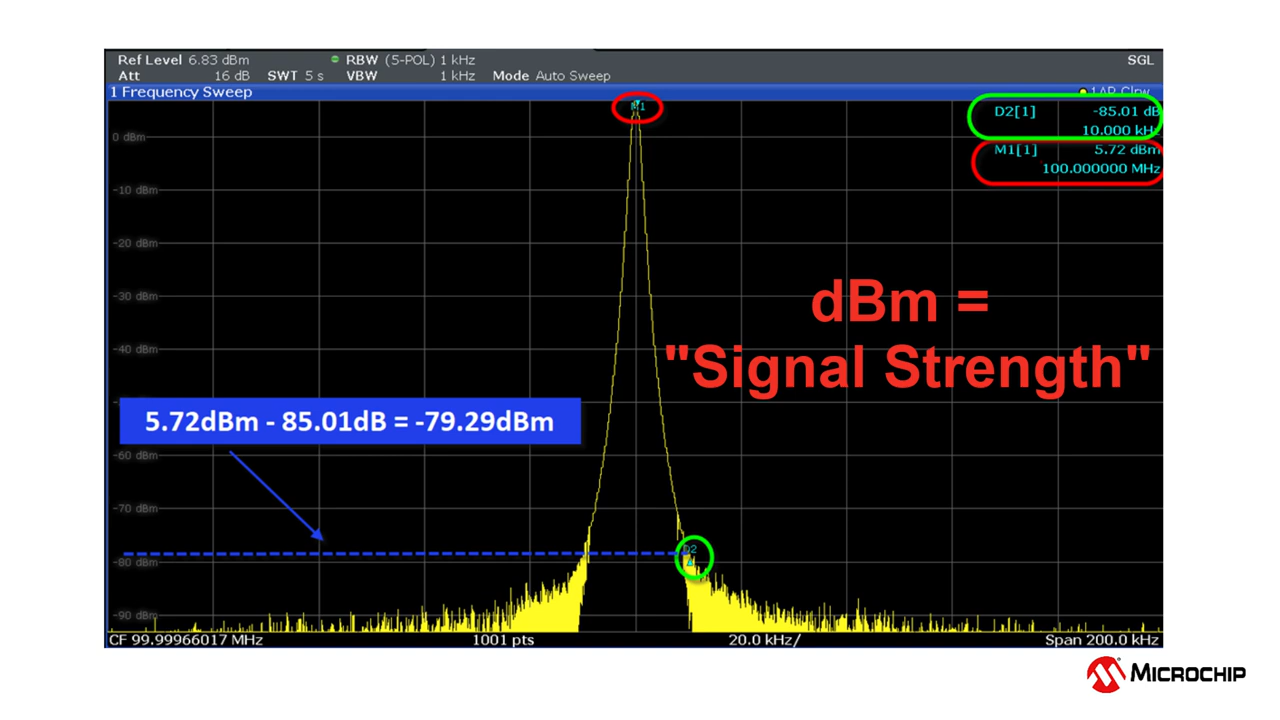 Ref Level 6.83 dBm RBW (5-POL) 1 kHz SGL
Att 16 dB SWT 5 s VBW 1 kHz Mode Auto Sweep
1 Frequency Sweep 1AP Clrw
M1
D2[1] -85.01 dB
10.000 kHz
M1[1] 5.72 dBm
100.000000 MHz
0 dBm
-10 dBm
-20 dBm
-30 dBm
-40 dBm
-60 dBm
-70 dBm
-80 dBm
-90 dBm
dBm =
"Signal Strength"
5.72dBm - 85.01dB = -79.29dBm
D2
CF 99.99966017 MHz 1001 pts 20.0 kHz/ Span 200.0 kHz
MICROCHIP